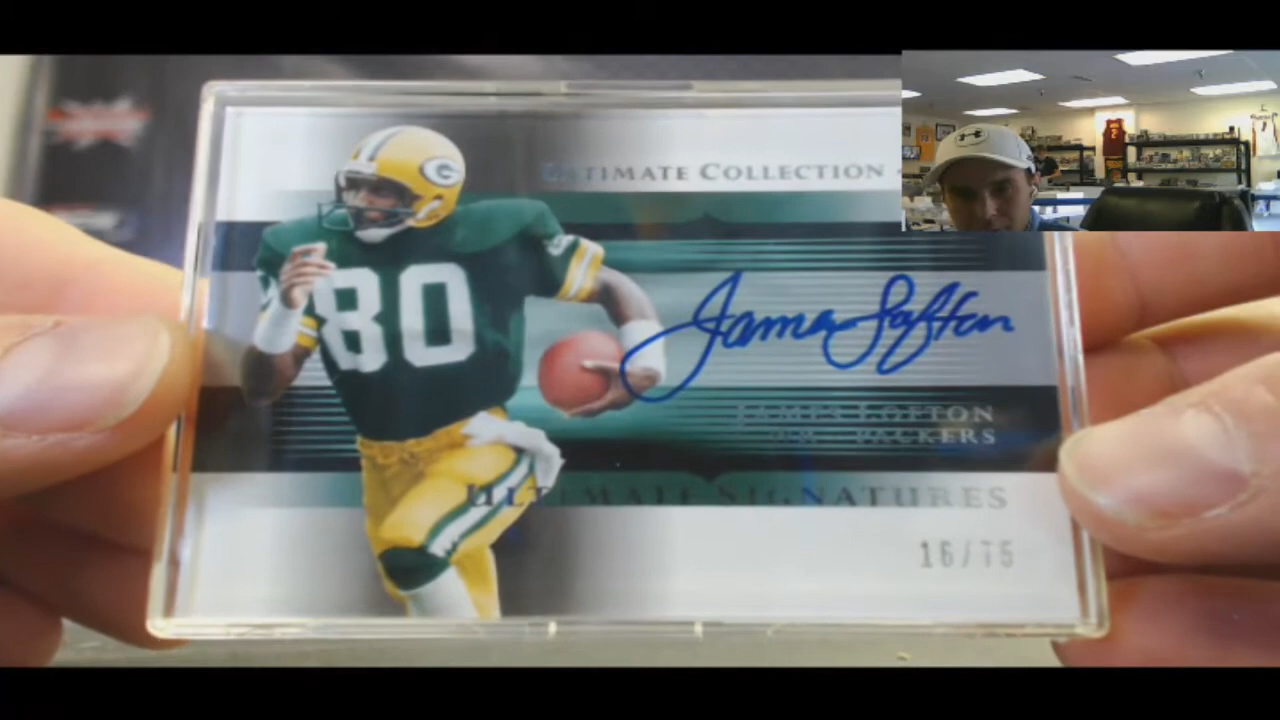 ULTIMATE COLLECTION
G
80
James Lofton
JAMES LOFTON
WR PACKERS
ULTIMATE SIGNATURES
16/75